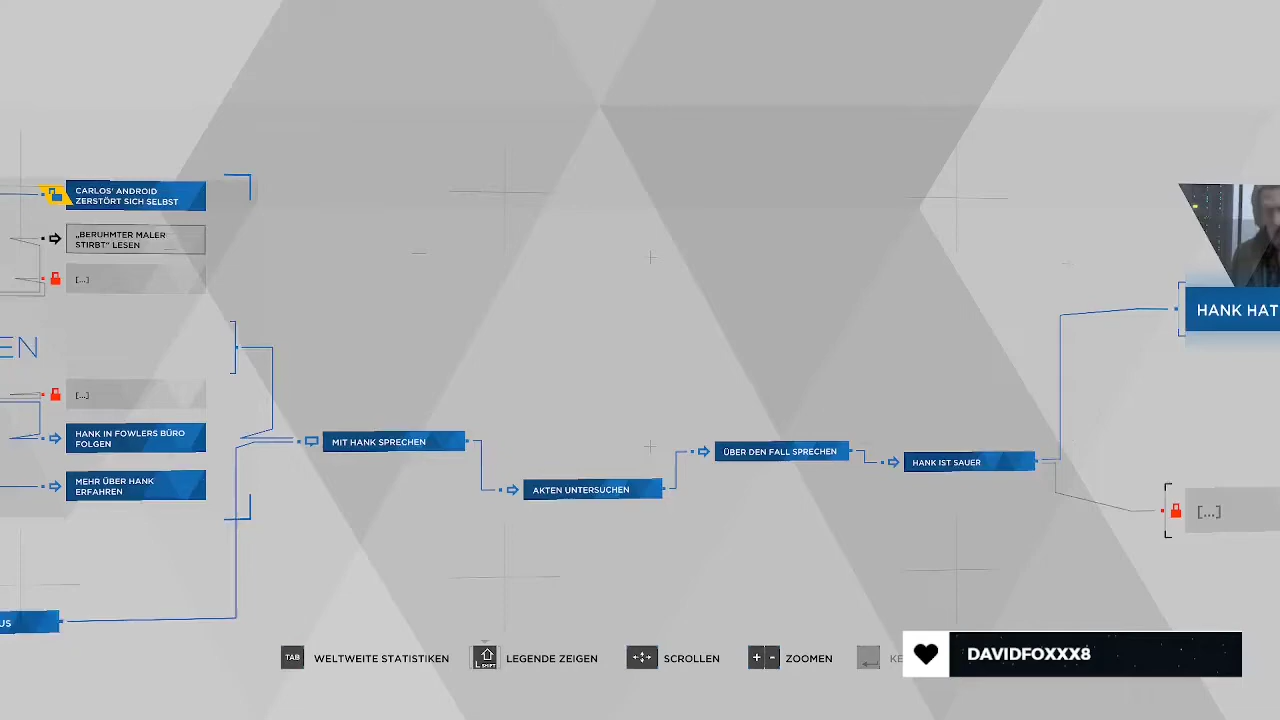 CARLOS' ANDROID
ZERSTÖRT SICH SELBST
„BERÜHMTER MALER
STIRBT“ LESEN
[...]
EN
[...]
HANK IN FOWLERS BÜRO
FOLGEN
MEHR ÜBER HANK
ERFAHREN
US
MIT HANK SPRECHEN
AKTEN UNTERSUCHEN
ÜBER DEN FALL SPRECHEN
HANK IST SAUER
HANK HAT
[...]
TAB WELTWEITE STATISTIKEN
L SHIFT LEGENDE ZEIGEN
SCROLLEN
+ - ZOOMEN
KE
DAVIDFOXXX8